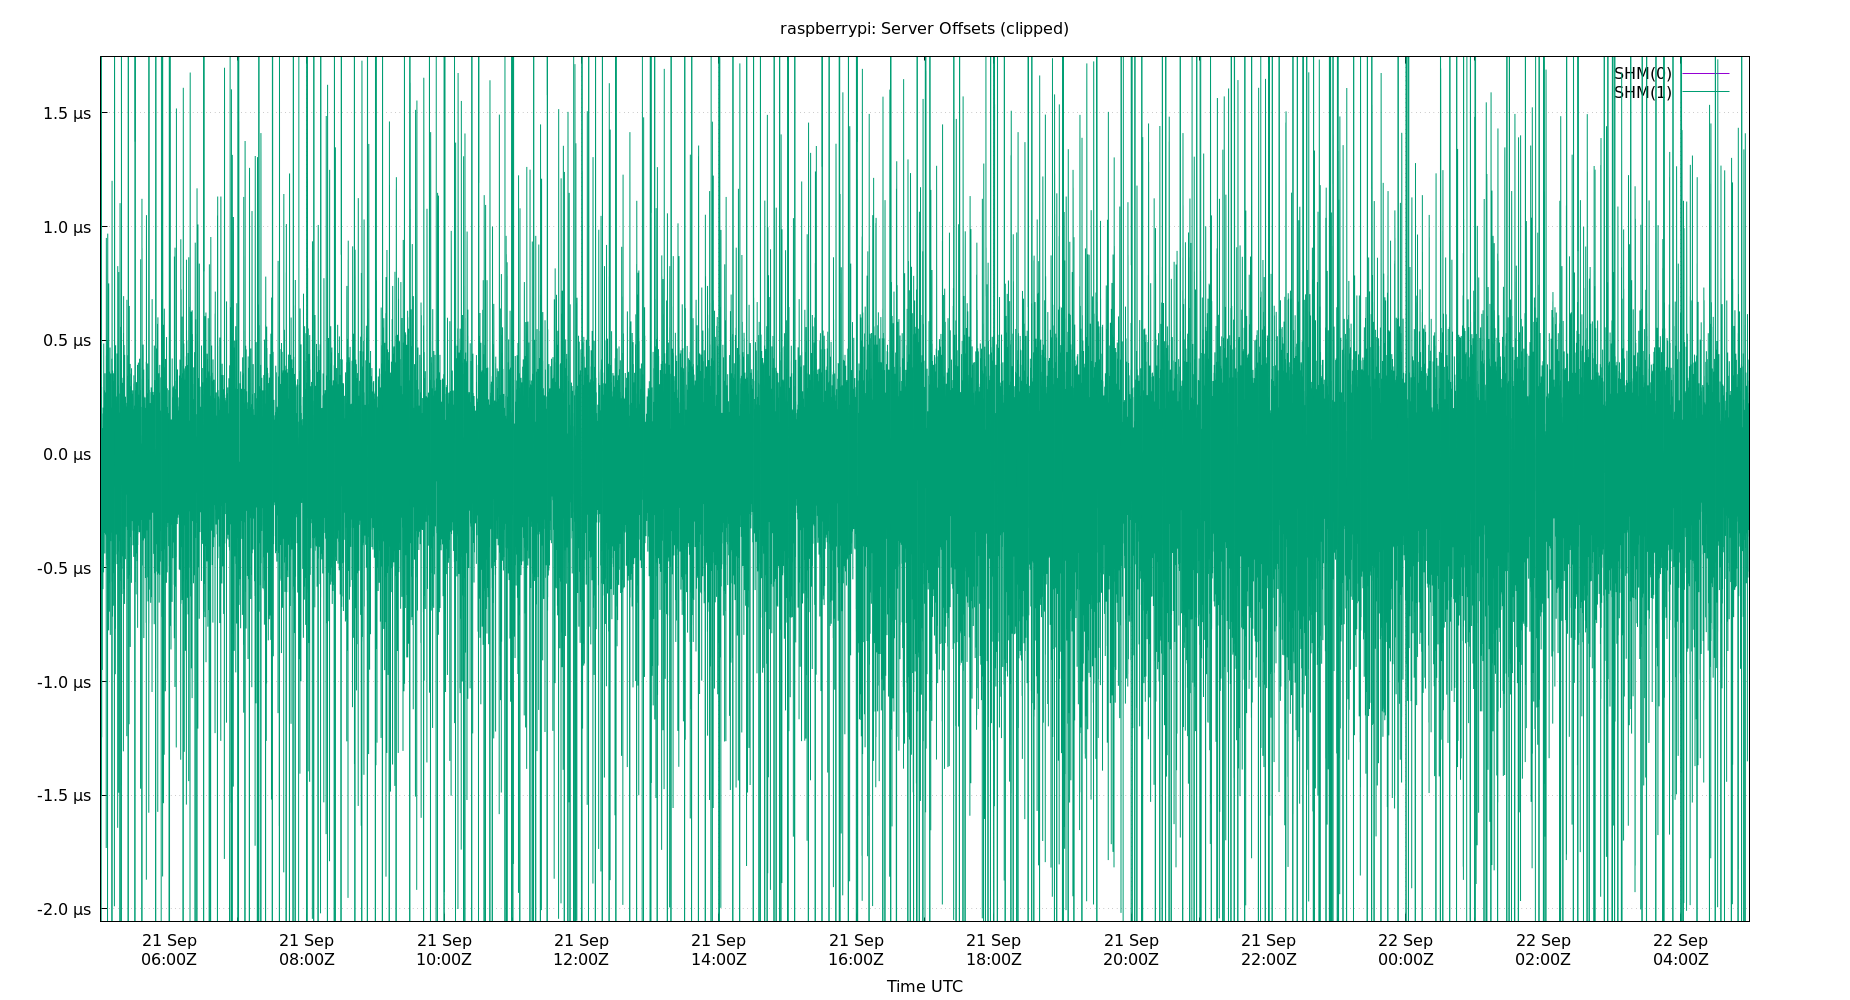 raspberrypi: Server Offsets (clipped)
SHM(0)
SHM(1)
1.5 µs
1.0 µs
0.5 µs
0.0 µs
-0.5 µs
-1.0 µs
-1.5 µs
-2.0 µs
21 Sep 21 Sep 21 Sep 21 Sep 21 Sep 21 Sep 21 Sep 21 Sep 21 Sep 22 Sep 22 Sep 22 Sep
06:00Z 08:00Z 10:00Z 12:00Z 14:00Z 16:00Z 18:00Z 20:00Z 22:00Z 00:00Z 02:00Z 04:00Z
Time UTC